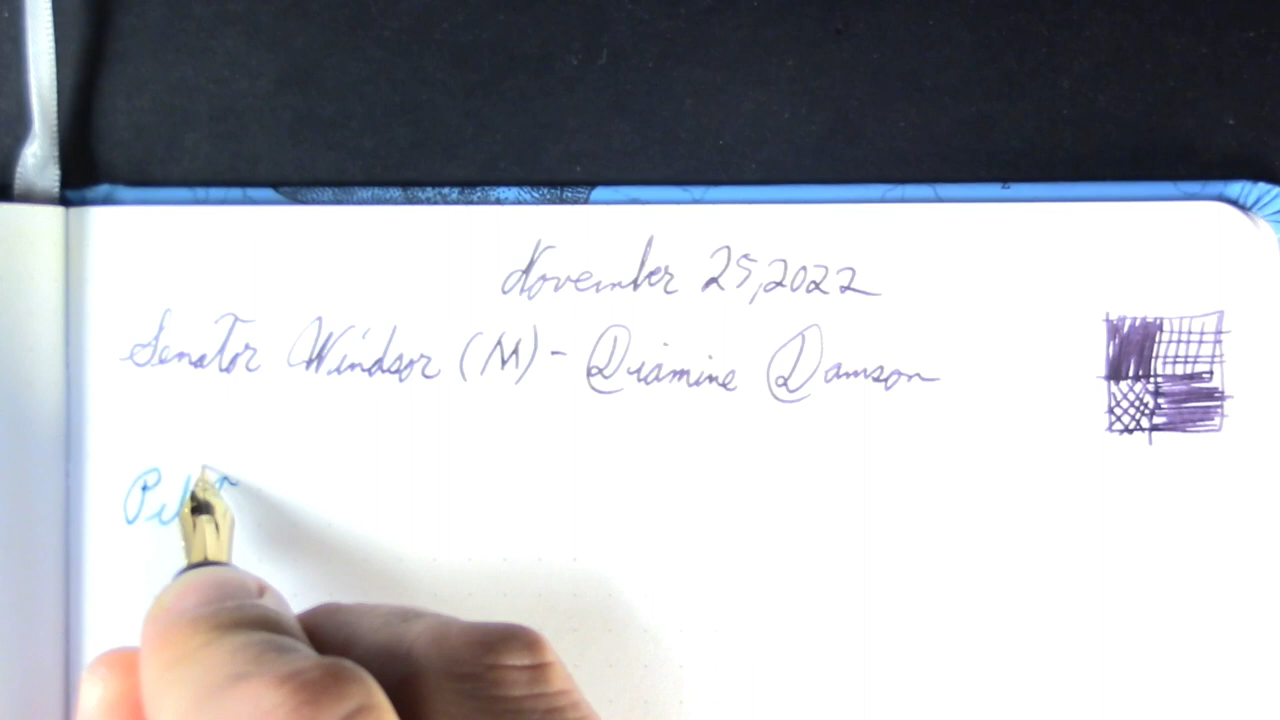 November 25, 2022
Senator Windsor (M) - Diamine Damson